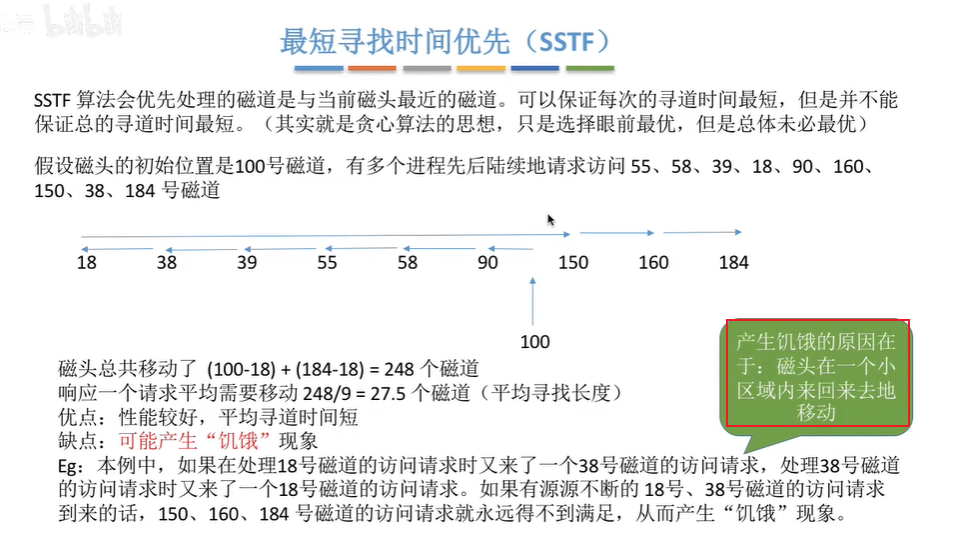 最短寻找时间优先（SSTF）
SSTF 算法会优先处理的磁道是与当前磁头最近的磁道。可以保证每次的寻道时间最短，但是并不能
保证总的寻道时间最短。（其实就是贪心算法的思想，只是选择眼前最优，但是总体未必最优）
假设磁头的初始位置是100号磁道，有多个进程先后陆续地请求访问 55、58、39、18、90、160、
150、38、184 号磁道
18 38 39 55 58 90 150 160 184
100
产生饥饿的原因在
于：磁头在一个小
区域内来回来去地
移动
磁头总共移动了 (100-18) + (184-18) = 248 个磁道
响应一个请求平均需要移动 248/9 = 27.5 个磁道（平均寻找长度）
优点：性能较好，平均寻道时间短
缺点：可能产生“饥饿”现象
Eg：本例中，如果在处理18号磁道的访问请求时又来了一个38号磁道的访问请求，处理38号磁道
的访问请求时又来了一个18号磁道的访问请求。如果有源源不断的 18号、38号磁道的访问请求
到来的话，150、160、184 号磁道的访问请求就永远得不到满足，从而产生“饥饿”现象。